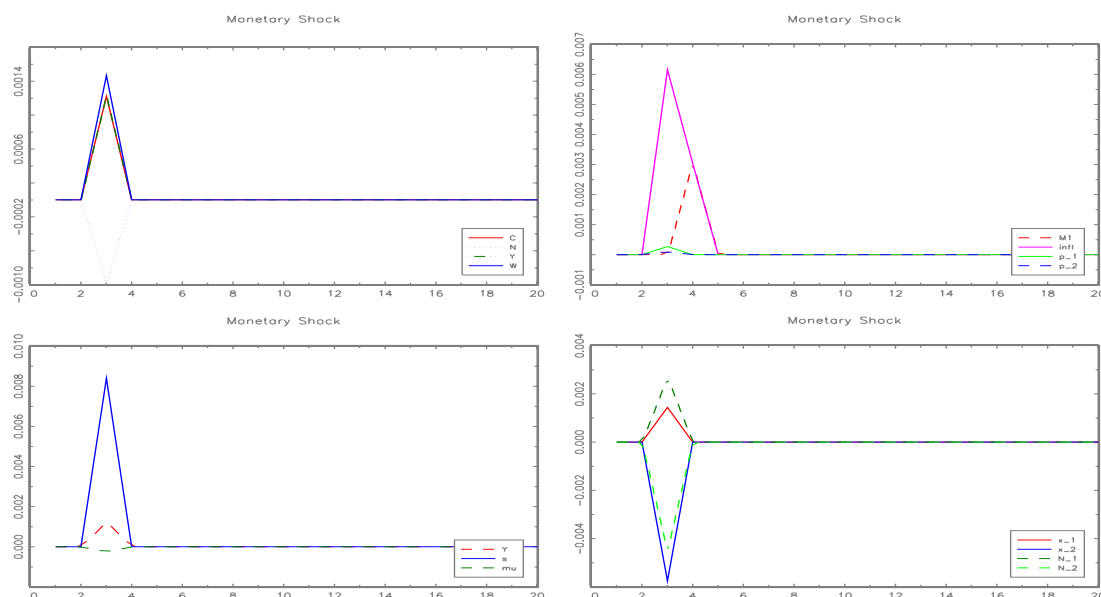 Monetary Shock
0.0014
0.0006
−0.0002
−0.0010
C
N
Y
W
0 2 4 6 8 10 12 14 16 18 20
Monetary Shock
0.007
0.006
0.005
0.004
0.003
0.002
0.001
−0.001
M1
infl
p_1
p_2
0 2 4 6 8 10 12 14 16 18 20
Monetary Shock
0.010
0.008
0.006
0.004
0.002
0.000
Y
s
mu
0 2 4 6 8 10 12 14 16 18 20
Monetary Shock
0.004
0.002
0.000
−0.002
−0.004
x_1
x_2
N_1
N_2
0 2 4 6 8 10 12 14 16 18 20